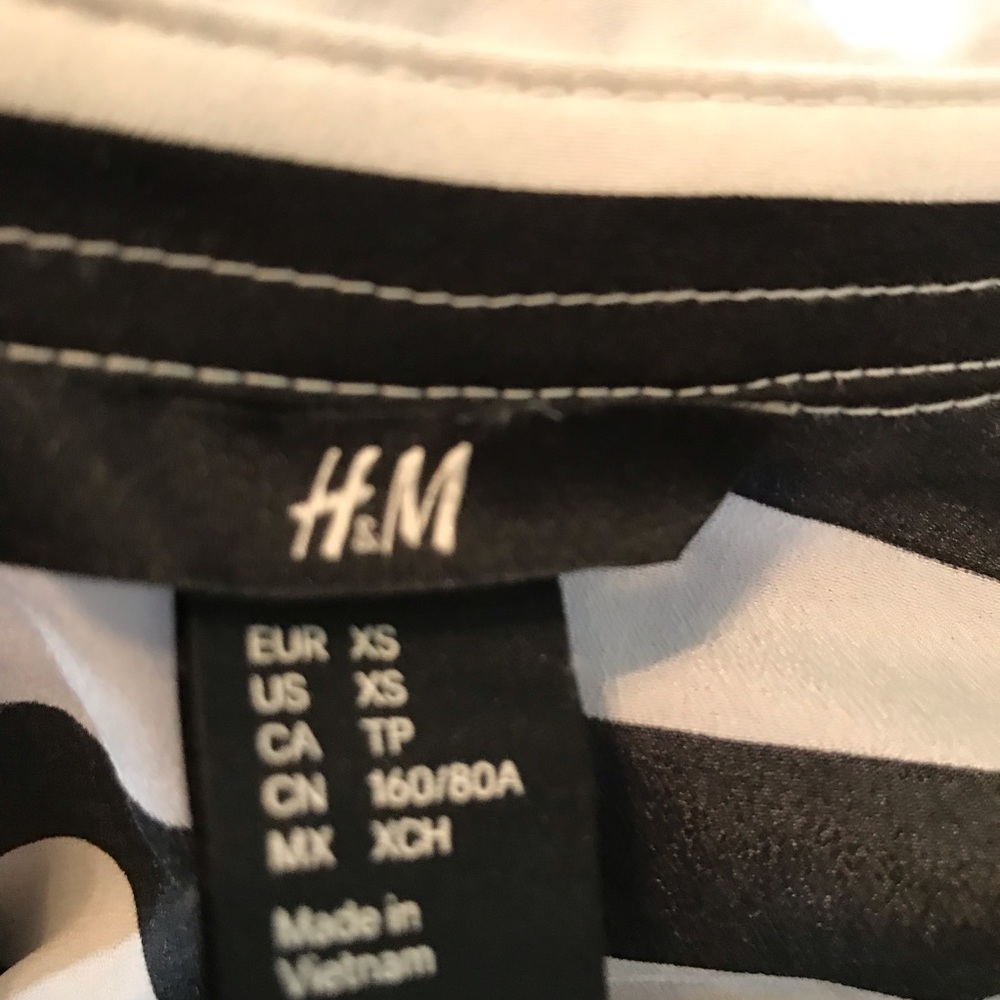 H&M
EUR XS
US XS
CA TP
CN 160/80A
MX XCH
Made in
Vietnam